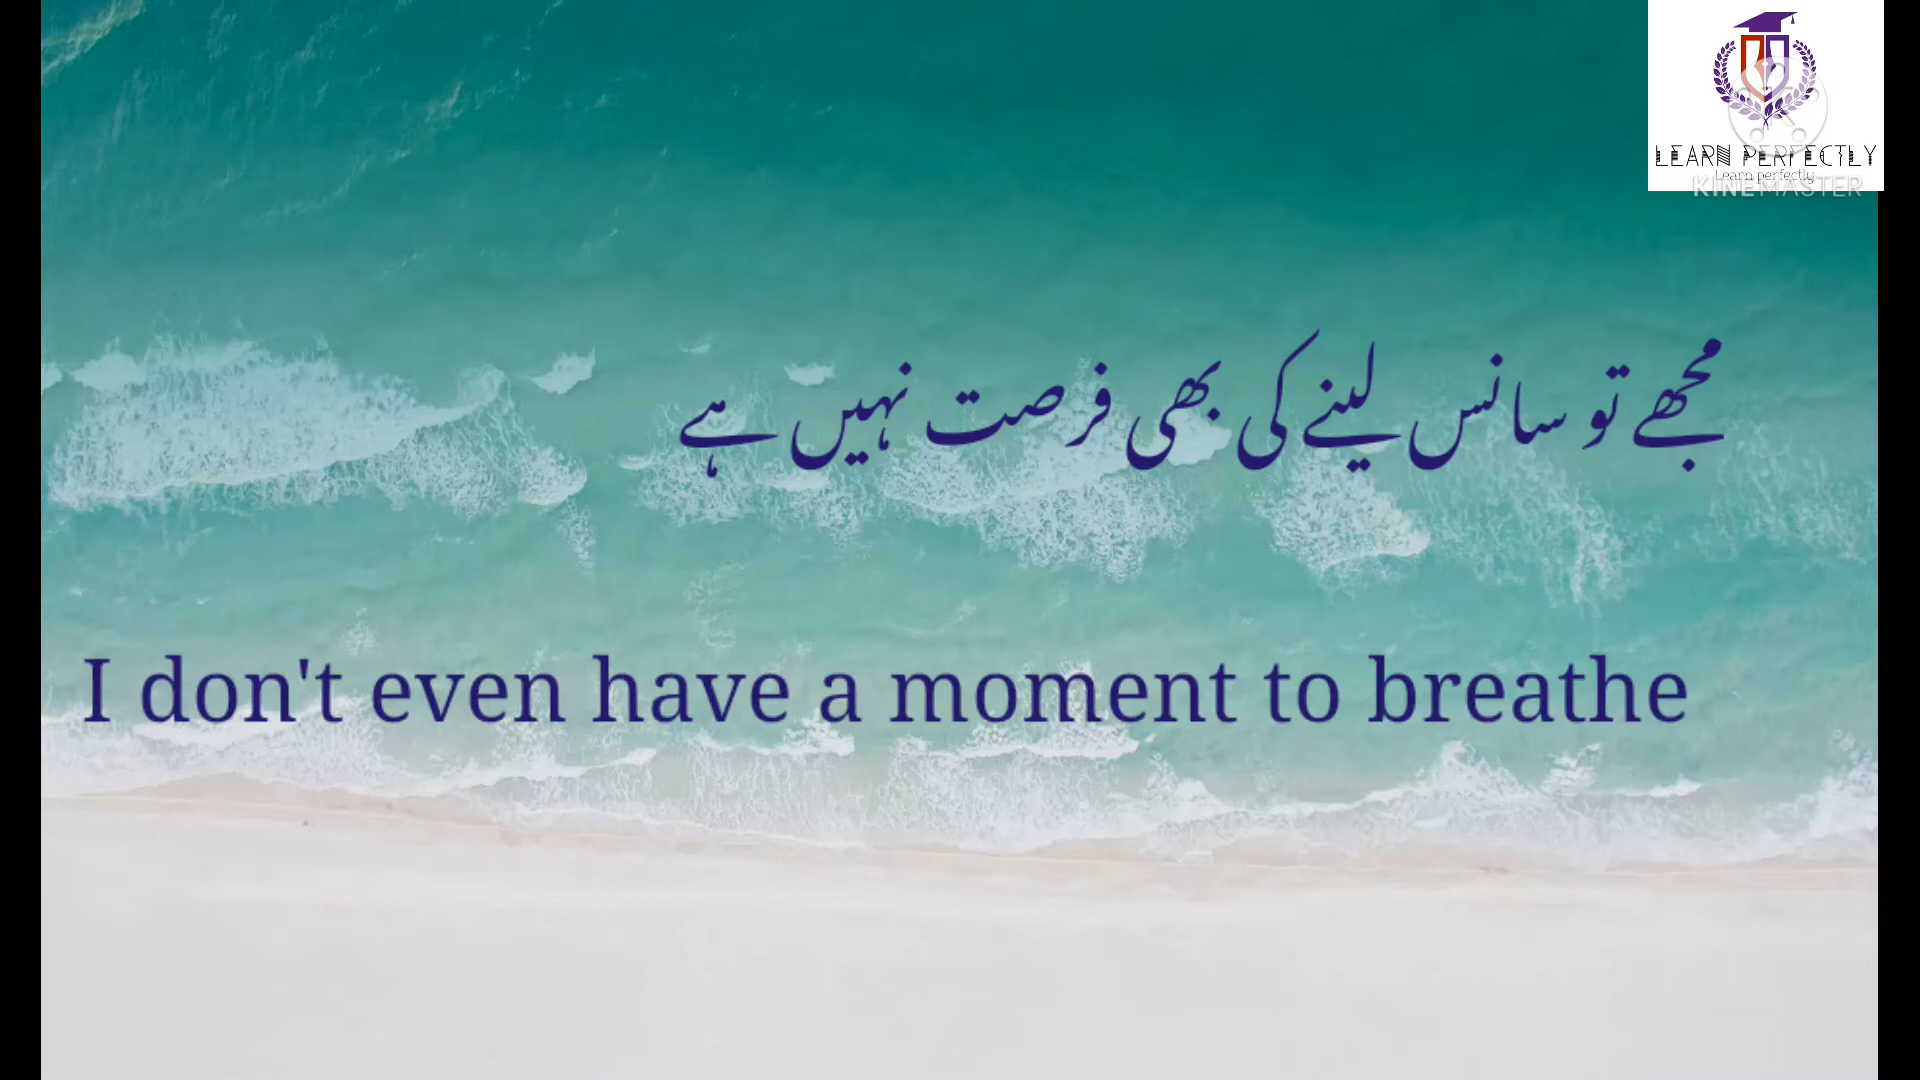 LEARN PERFECTLY
Learn perfectly
KINEMASTER
مجھے تو سانس لینے کی بھی فرصت نہیں ہے
I don't even have a moment to breathe